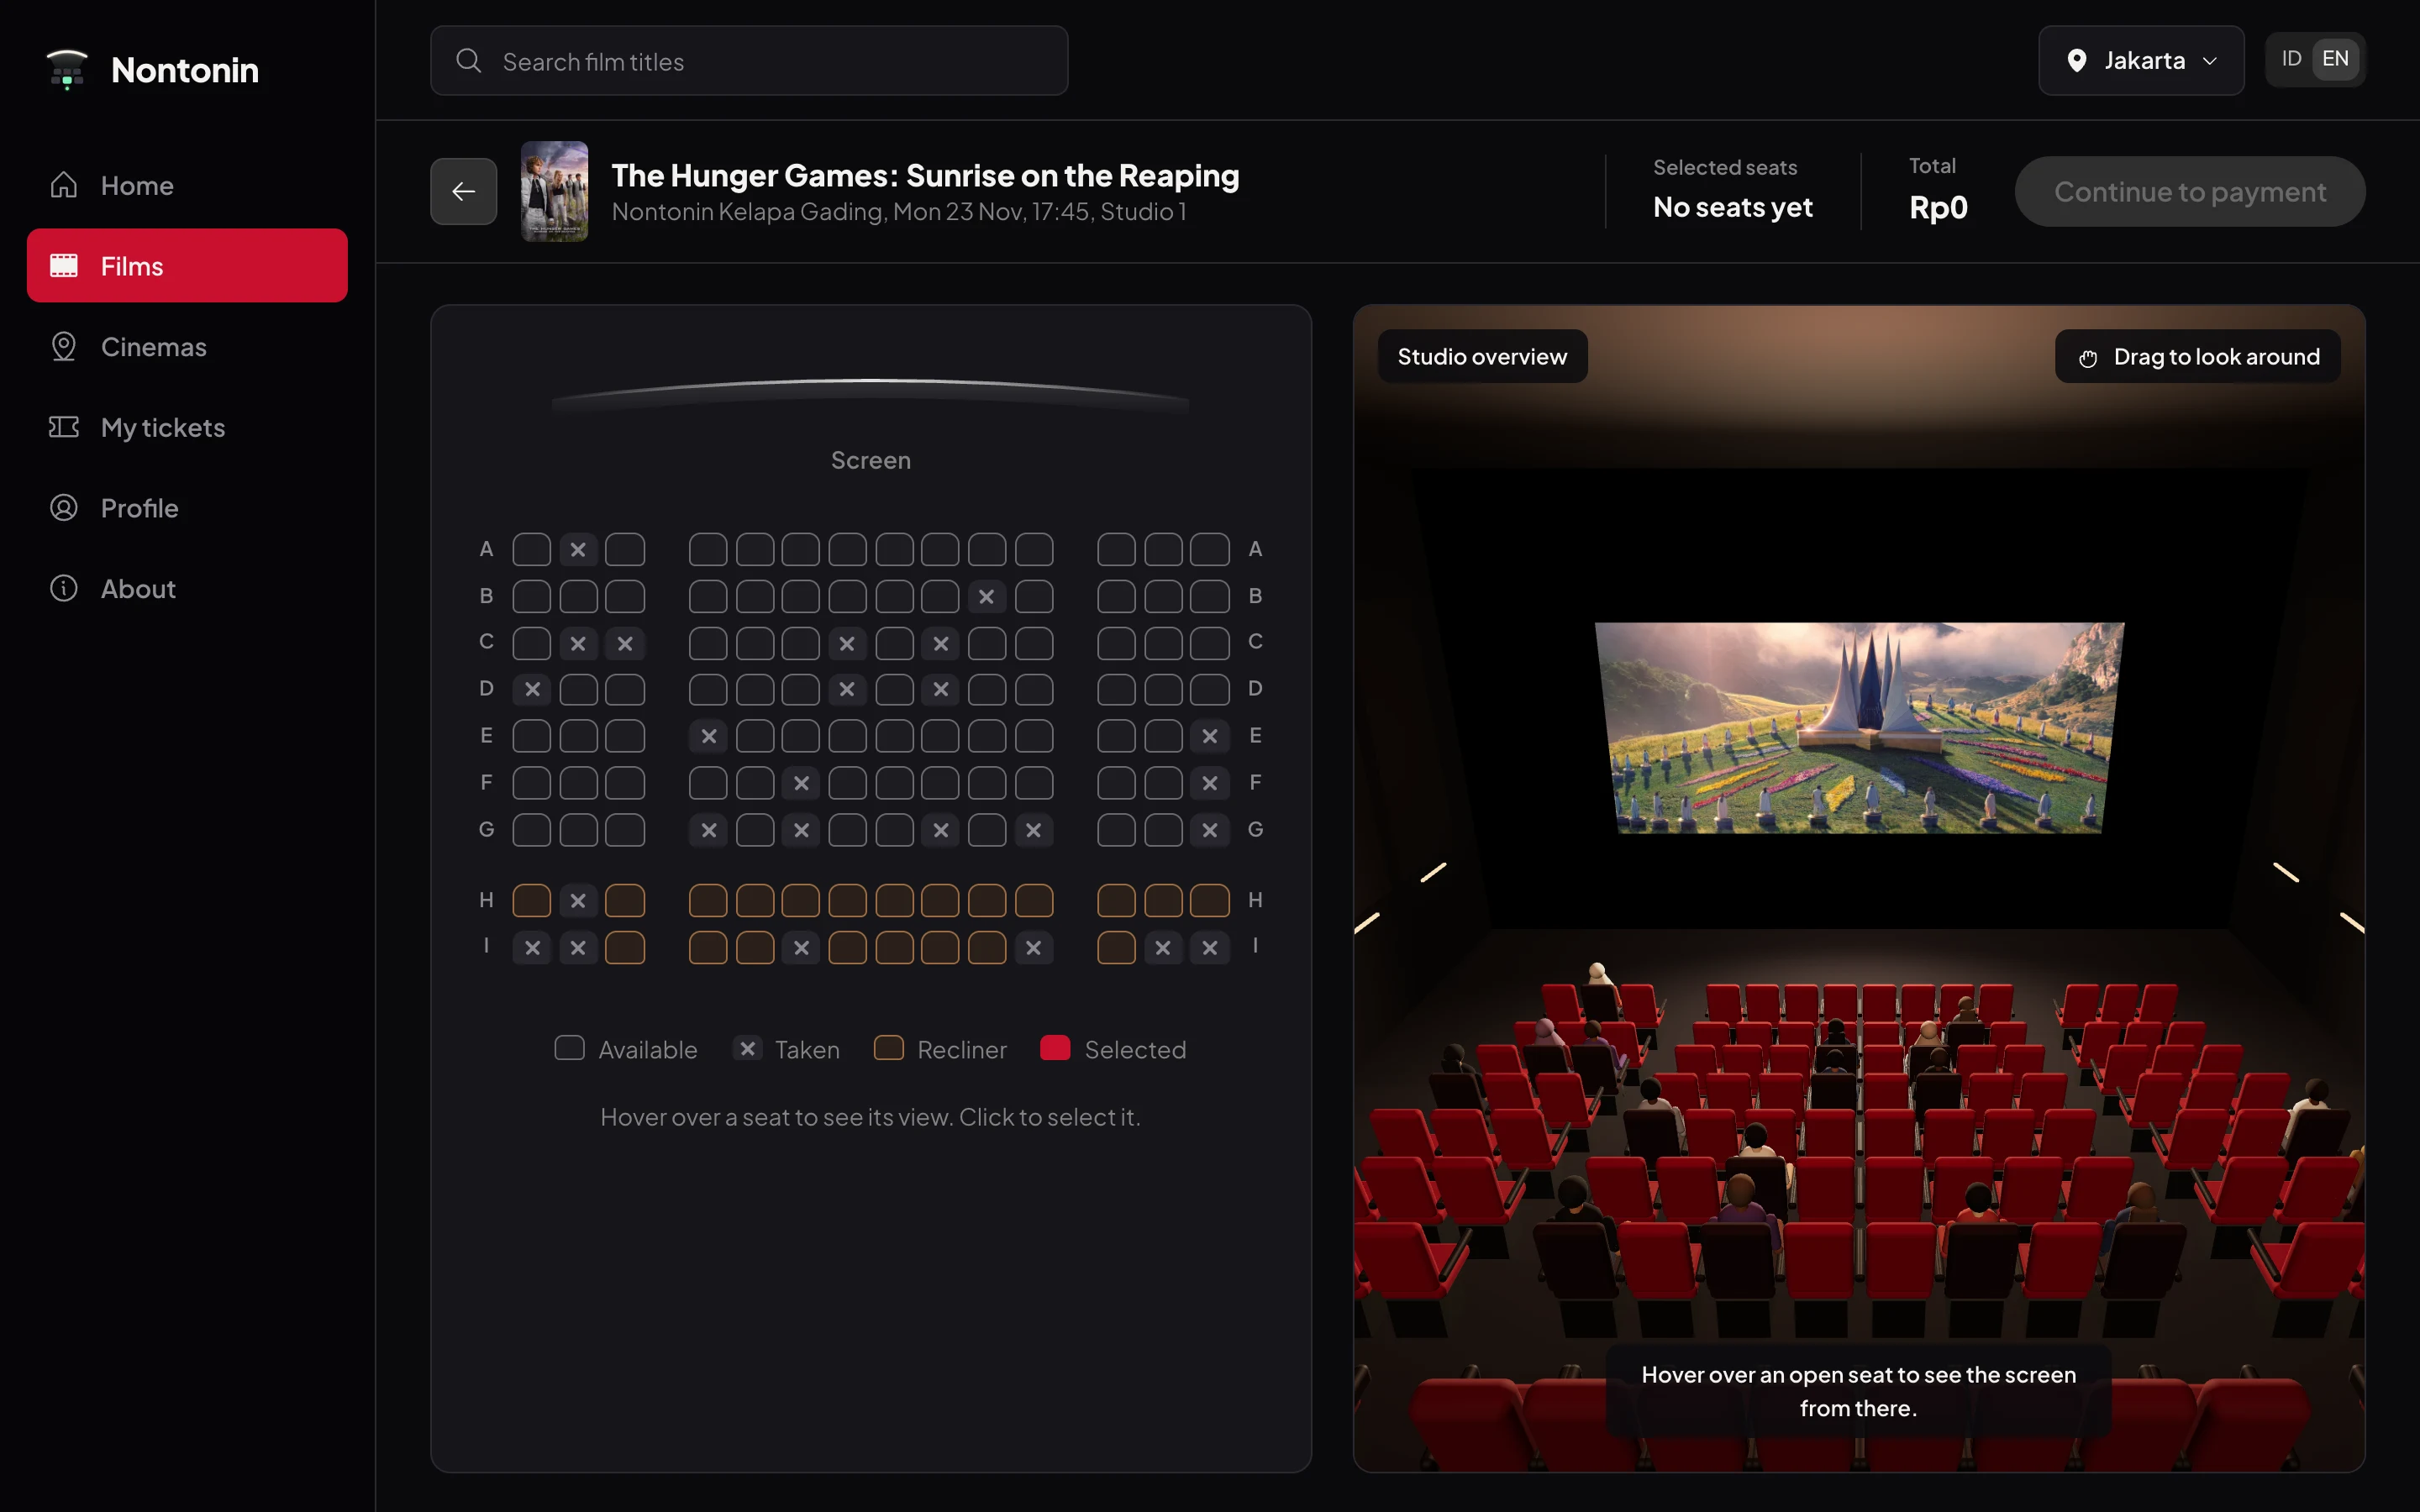 Nontonin
Search film titles
Jakarta
ID EN
Home
Films
Cinemas
My tickets
Profile
About
The Hunger Games: Sunrise on the Reaping
Nontonin Kelapa Gading, Mon 23 Nov, 17:45, Studio 1
Selected seats
No seats yet
Total
Rp0
Continue to payment
Screen
A A
B B
C C
D D
E E
F F
G G
H H
I I
Available Taken Recliner Selected
Hover over a seat to see its view. Click to select it.
Studio overview
Drag to look around
Hover over an open seat to see the screen
from there.